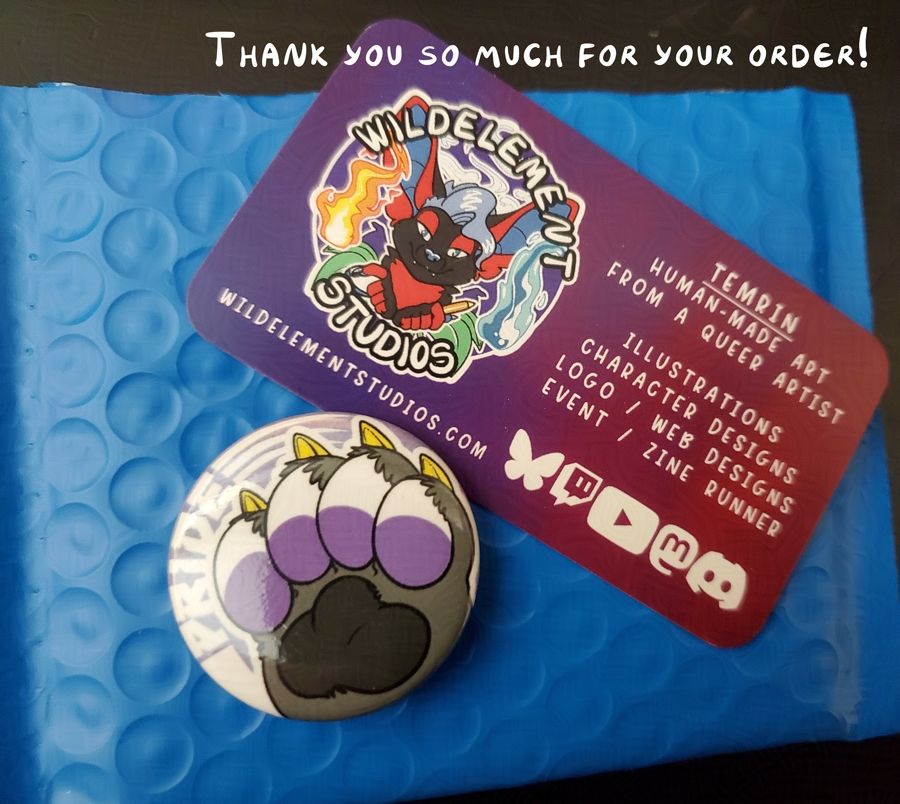 Thank you so much for your order!
WILDELEMENT
STUDIOS
WILDELEMENTSTUDIOS.COM
TEMRIN
HUMAN-MADE ART
FROM A QUEER ARTIST
ILLUSTRATIONS
CHARACTER DESIGNS
LOGO / WEB DESIGNS
EVENT / ZINE RUNNER
PRIDE